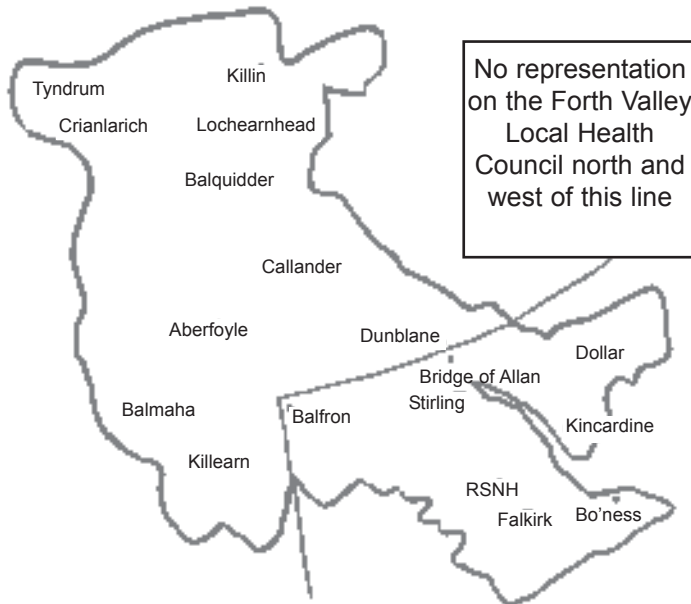 No representation
on the Forth Valley
Local Health
Council north and
west of this line
Killin
Tyndrum
Crianlarich
Lochearnhead
Balquidder
Callander
Aberfoyle
Dunblane
Dollar
Bridge of Allan
Stirling
Balmaha
Balfron
Kincardine
Killearn
RSNH
Falkirk
Bo'ness